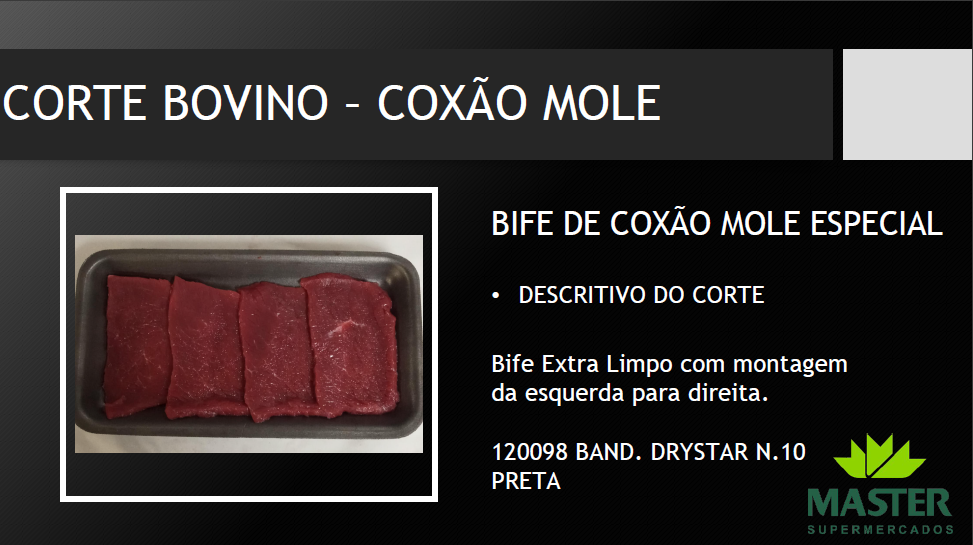 CORTE BOVINO – COXÃO MOLE
BIFE DE COXÃO MOLE ESPECIAL
• DESCRITIVO DO CORTE
Bife Extra Limpo com montagem
da esquerda para direita.
120098 BAND. DRYSTAR N.10
PRETA
MASTER
SUPERMERCADOS